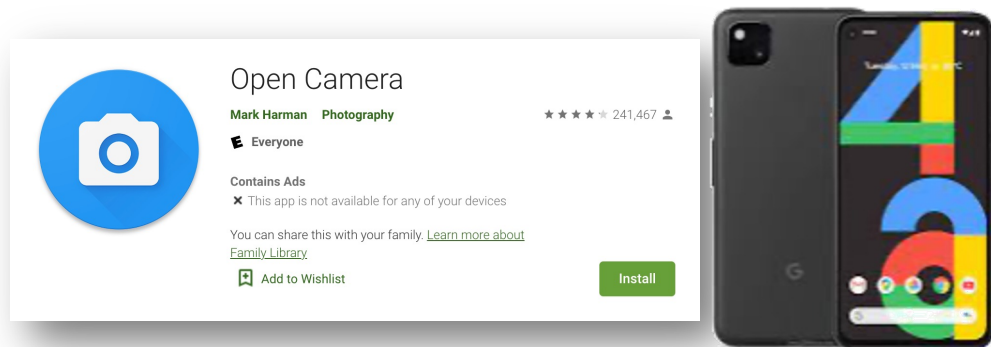 Open Camera
Mark Harman Photography 241,467
Everyone
Contains Ads
This app is not available for any of your devices
You can share this with your family. Learn more about
Family Library
Add to Wishlist
Install
4a
G